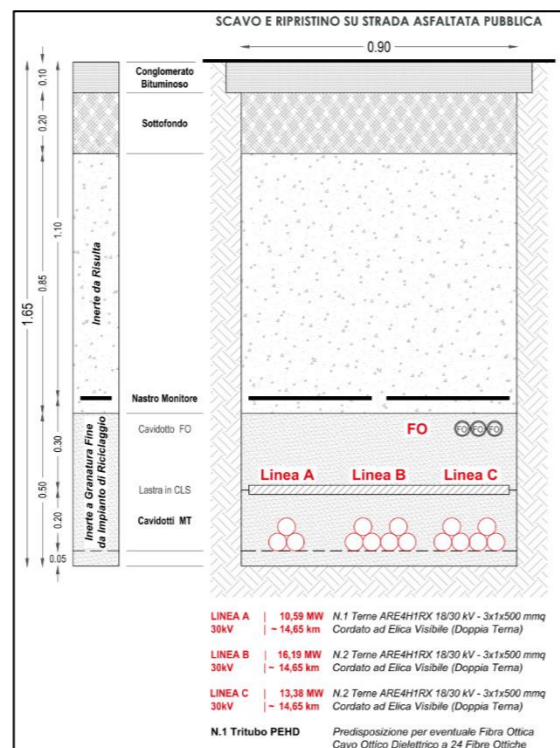 SCAVO E RIPRISTINO SU STRADA ASFALTATA PUBBLICA
0.90
0.10
Conglomerato
Bituminoso
0.20
Sottofondo
1.10
0.85
1.65
Inerte da Risulta
Nastro Monitore
Cavidotto FO
FO
FO FO FO
0.30
0.50
Inerte a Granatura Fine
da Impianto di Riciclaggio
Linea A Linea B Linea C
Lastra in CLS
0.20
Cavidotti MT
0.05
LINEA A | 10,59 MW N.1 Terne ARE4H1RX 18/30 kV - 3x1x500 mmq
30kV | ~ 14,65 km Cordato ad Elica Visibile (Doppia Terna)
LINEA B | 16,19 MW N.2 Terne ARE4H1RX 18/30 kV - 3x1x500 mmq
30kV | ~ 14,65 km Cordato ad Elica Visibile (Doppia Terna)
LINEA C | 13,38 MW N.2 Terne ARE4H1RX 18/30 kV - 3x1x500 mmq
30kV | ~ 14,65 km Cordato ad Elica Visibile (Doppia Terna)
N.1 Tritubo PEHD Predisposizione per eventuale Fibra Ottica
Cavo Ottico Dielettrico a 24 Fibre Ottiche